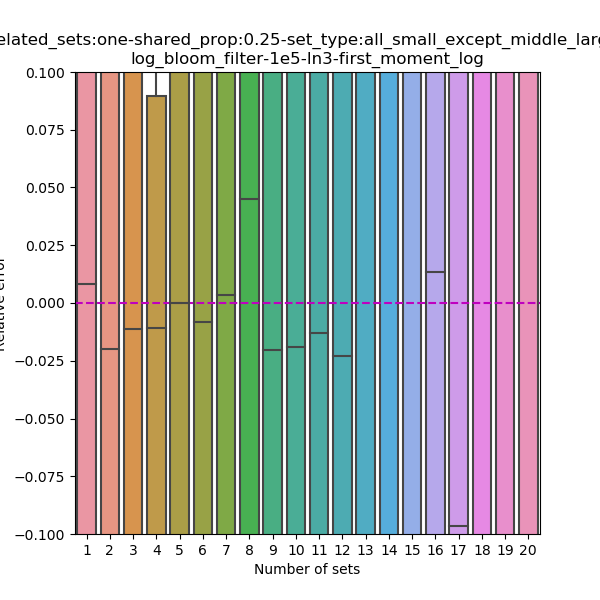 elated_sets:one-shared_prop:0.25-set_type:all_small_except_middle_larg
log_bloom_filter-1e5-ln3-first_moment_log
0.100
0.075
0.050
0.025
0.000
−0.025
−0.050
−0.075
−0.100
Relative error
1 2 3 4 5 6 7 8 9 10 11 12 13 14 15 16 17 18 19 20
Number of sets